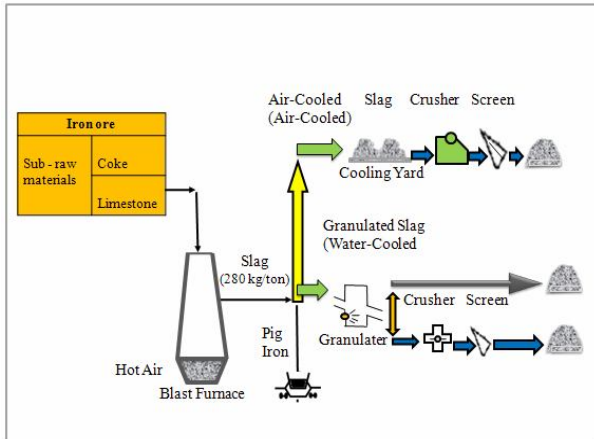 Iron ore
Sub - raw
materials
Coke
Limestone
Air-Cooled
(Air-Cooled)
Slag
Crusher
Screen
Cooling Yard
Granulated Slag
(Water-Cooled
Slag
(280 kg/ton)
Crusher
Screen
Granulater
Pig
Iron
Hot Air
Blast Furnace